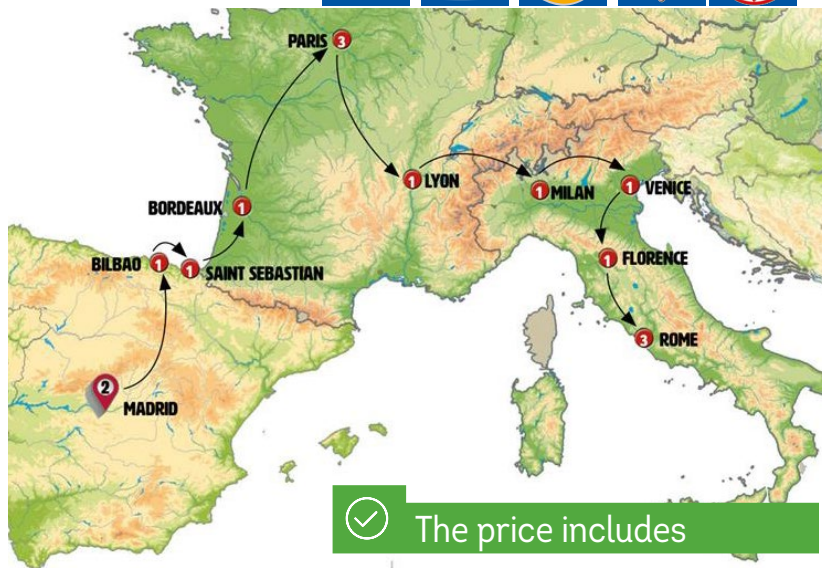 PARIS 3
1 LYON
1 MILAN
1 VENICE
BORDEAUX 1
BILBAO 1
1 SAINT SEBASTIAN
1 FLORENCE
3 ROME
2
MADRID
The price includes